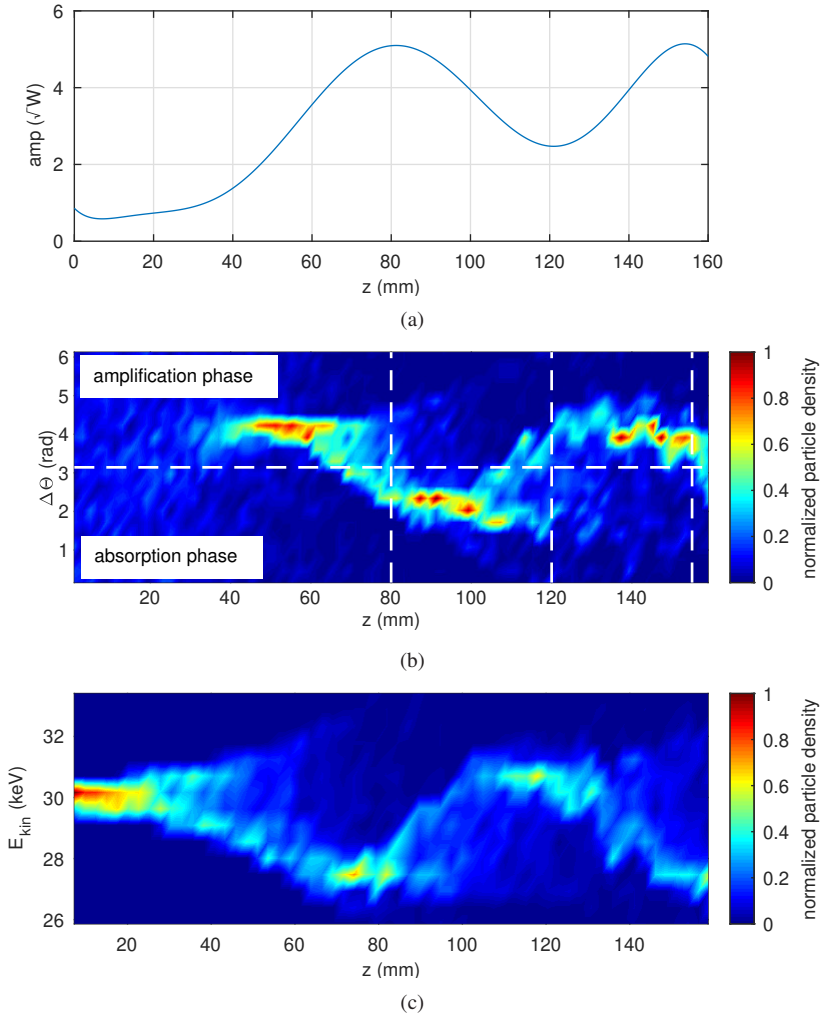 6
4
2
0
amp (√W)
0 20 40 60 80 100 120 140 160
z (mm)
(a)
amplification phase
absorption phase
6
5
4
3
2
1
ΔΘ (rad)
20 40 60 80 100 120 140
z (mm)
1
0.8
0.6
0.4
0.2
0
normalized particle density
(b)
32
30
28
26
E_kin (keV)
20 40 60 80 100 120 140
z (mm)
1
0.8
0.6
0.4
0.2
0
normalized particle density
(c)